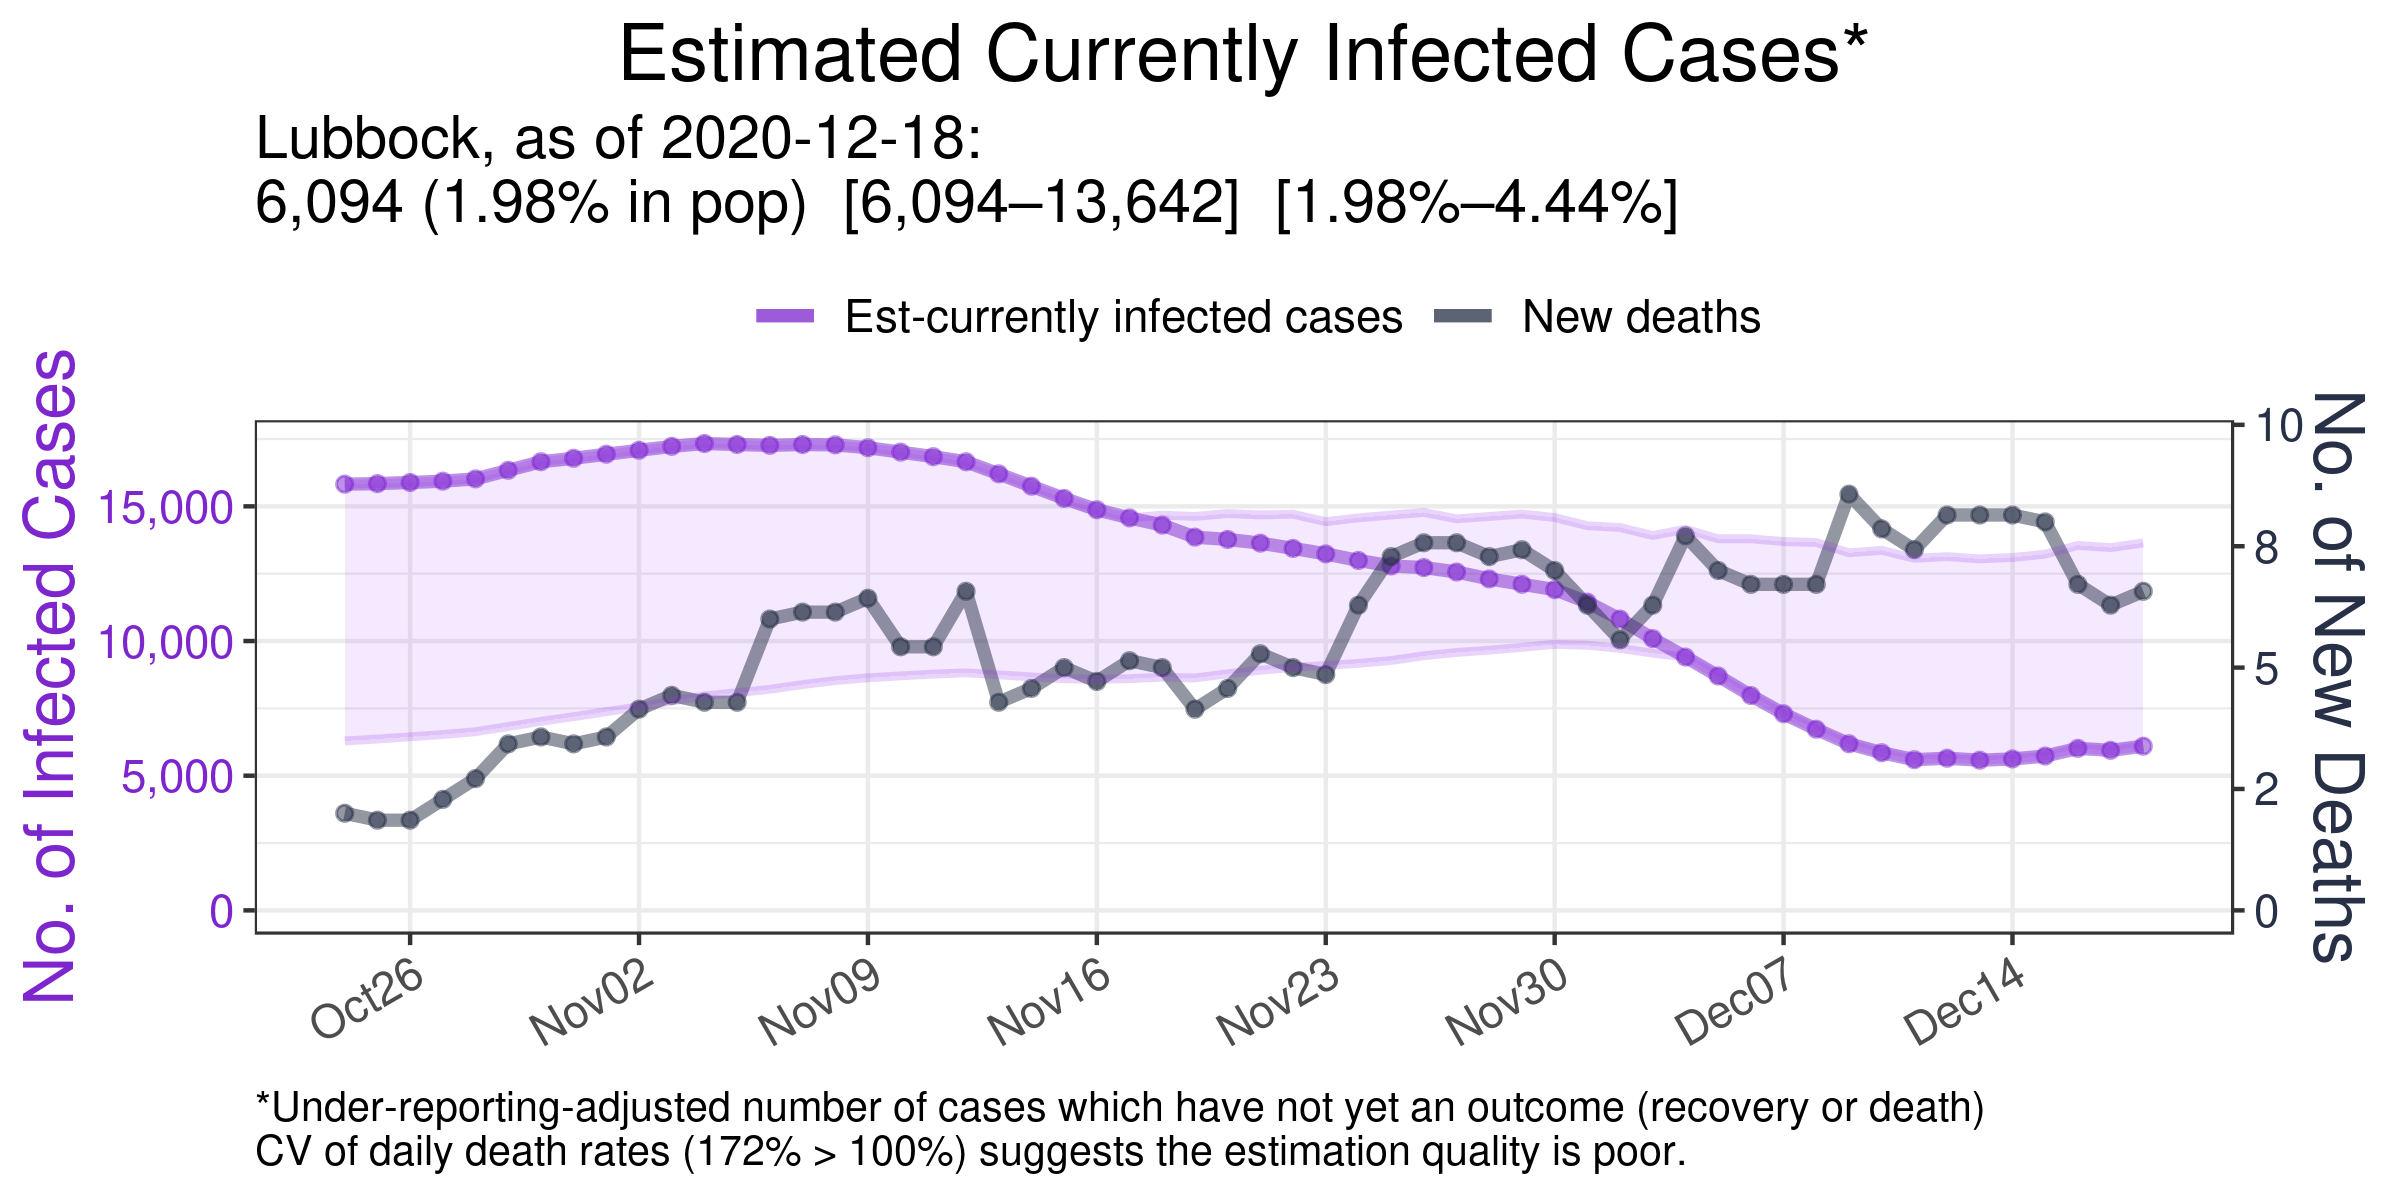 Estimated Currently Infected Cases*
Lubbock, as of 2020-12-18:
6,094 (1.98% in pop)  [6,094–13,642]  [1.98%–4.44%]
Est-currently infected cases
New deaths
No. of Infected Cases
15,000
10,000
5,000
0
10
8
5
2
0
No. of New Deaths
Oct26
Nov02
Nov09
Nov16
Nov23
Nov30
Dec07
Dec14
*Under-reporting-adjusted number of cases which have not yet an outcome (recovery or death)
CV of daily death rates (172% > 100%) suggests the estimation quality is poor.